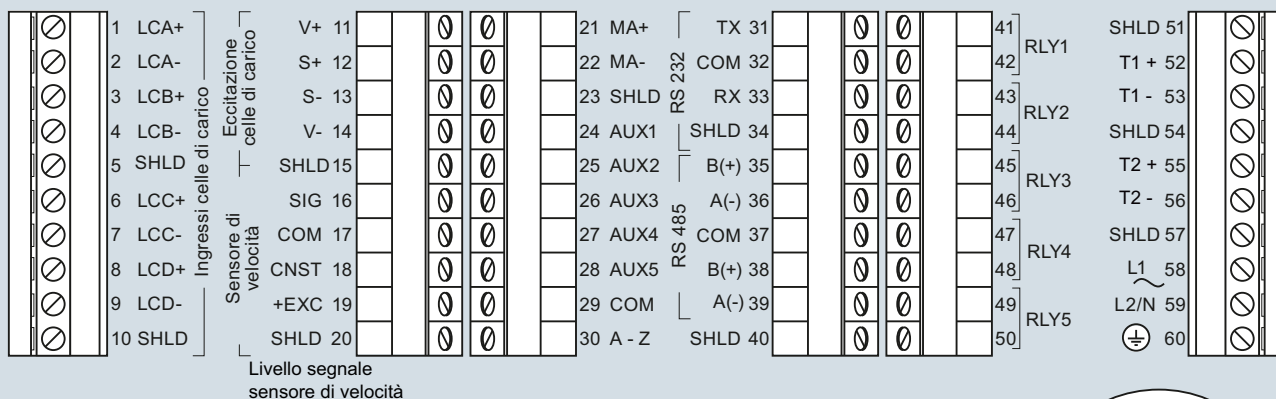 1 LCA+
2 LCA-
3 LCB+
4 LCB-
5 SHLD
6 LCC+
7 LCC-
8 LCD+
9 LCD-
10 SHLD
Ingressi celle di carico
Eccitazione
celle di carico
Sensore di
velocità
V+ 11
S+ 12
S- 13
V- 14
SHLD 15
SIG 16
COM 17
CNST 18
+EXC 19
SHLD 20
Livello segnale
sensore di velocità
21 MA+
22 MA-
23 SHLD
24 AUX1
25 AUX2
26 AUX3
27 AUX4
28 AUX5
29 COM
30 A - Z
RS 232
RS 485
TX 31
COM 32
RX 33
SHLD 34
B(+) 35
A(-) 36
COM 37
B(+) 38
A(-) 39
SHLD 40
41
42
RLY1
43
44
RLY2
45
46
RLY3
47
48
RLY4
49
50
RLY5
SHLD 51
T1 + 52
T1 - 53
SHLD 54
T2 + 55
T2 - 56
SHLD 57
L1 58
L2/N 59
60